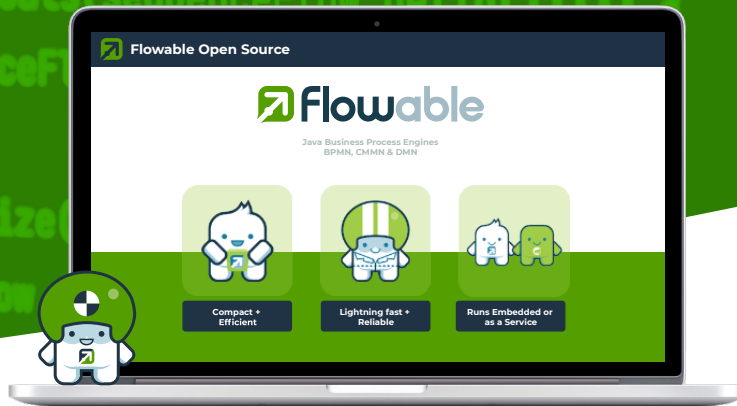 Flowable Open Source
flowable
Java Business Process Engines
BPMN, CMMN & DMN
Compact +
Efficient
Lightning fast +
Reliable
Runs Embedded or
as a Service